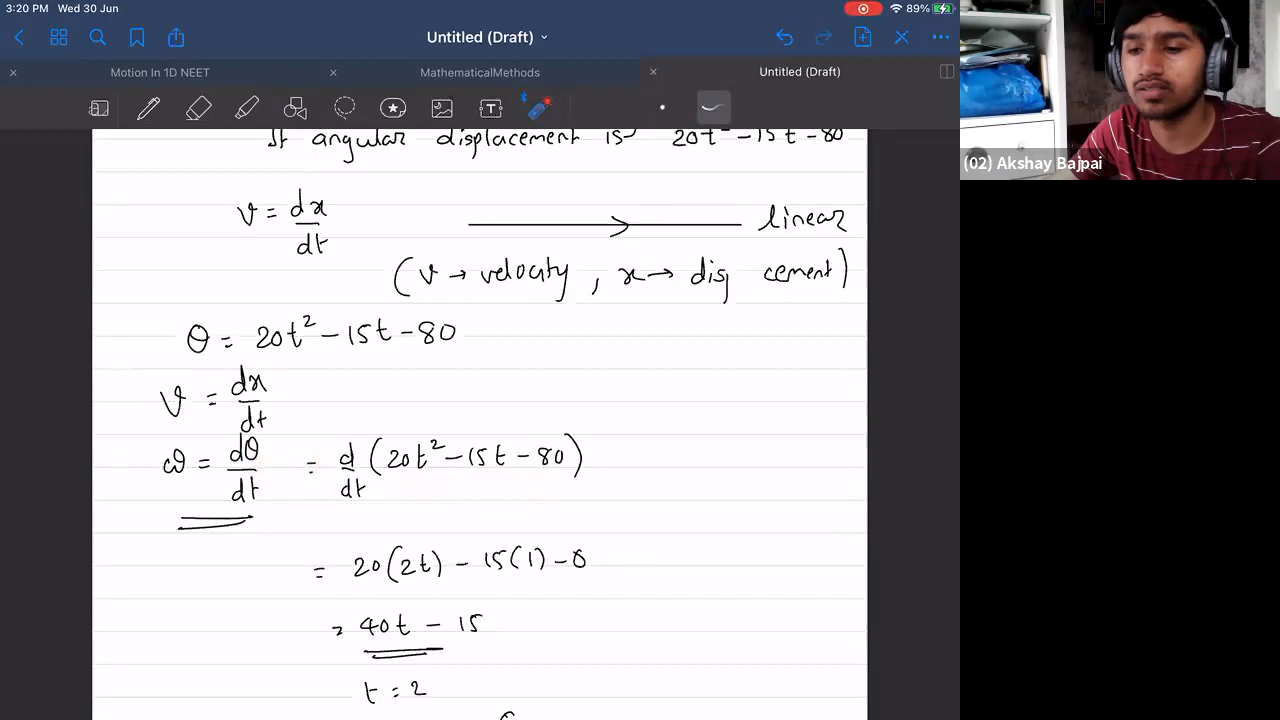 3:20 PM Wed 30 Jun
89%
Untitled (Draft)
Motion In 1D NEET
MathematicalMethods
Untitled (Draft)
(02) Akshay Bajpai
If angular displacement is 20t² - 15t - 80
v = dx/dt
linear
(v → velocity, x → disp cement)
θ = 20t² - 15t - 80
v = dx/dt
ω = dθ/dt = d/dt (20t² - 15t - 80)
= 20(2t) - 15(1) - 0
= 40t - 15
t = 2